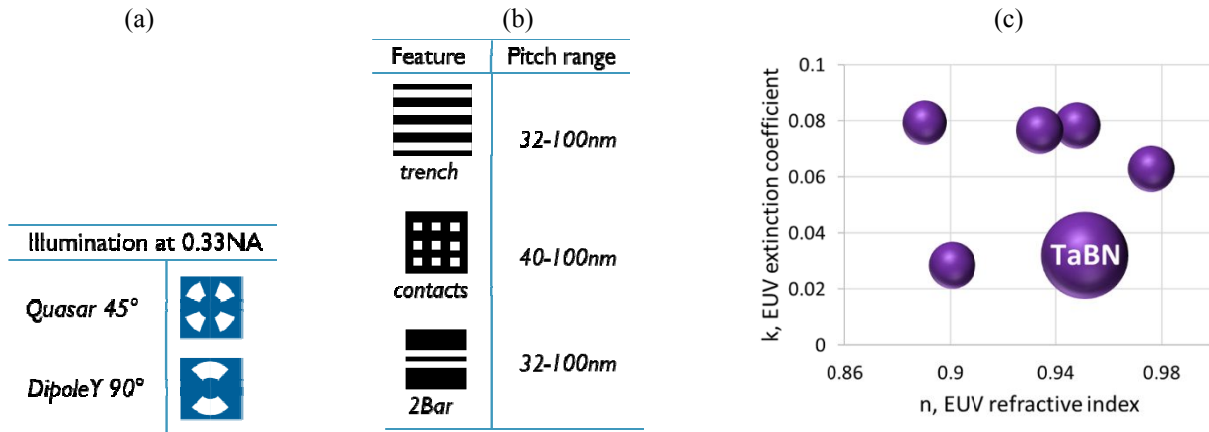 (a)
Illumination at 0.33NA
Quasar 45°
DipoleY 90°
(b)
Feature Pitch range
trench 32-100nm
contacts 40-100nm
2Bar 32-100nm
(c)
k, EUV extinction coefficient
0.1
0.08
0.06
0.04
0.02
0
TaBN
0.86 0.9 0.94 0.98
n, EUV refractive index